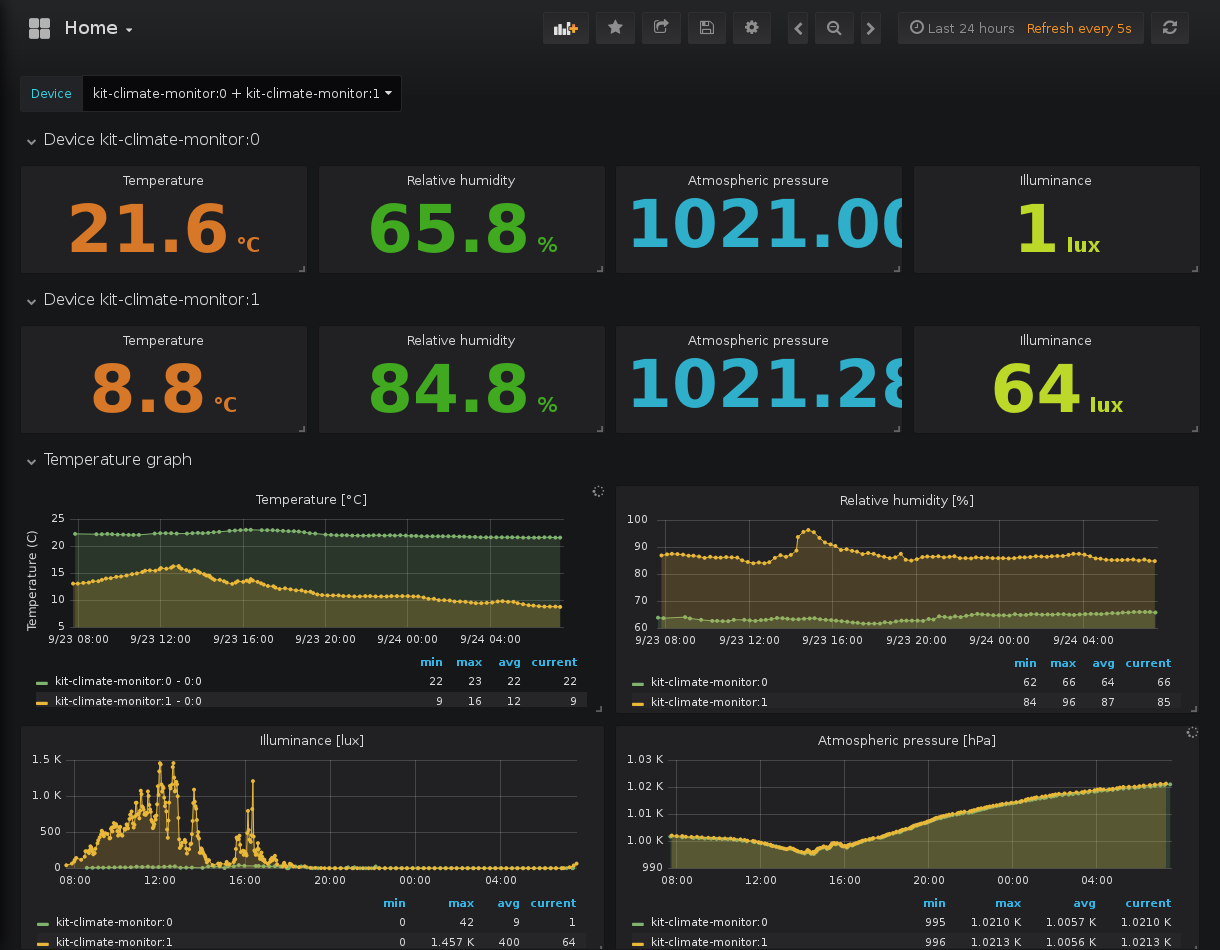 Home
Last 24 hours Refresh every 5s
Device kit-climate-monitor:0 + kit-climate-monitor:1
Device kit-climate-monitor:0
Temperature Relative humidity Atmospheric pressure Illuminance
21.6 °C 65.8 % 1021.00 1 lux
Device kit-climate-monitor:1
Temperature Relative humidity Atmospheric pressure Illuminance
8.8 °C 84.8 % 1021.28 64 lux
Temperature graph
Temperature [°C]
Temperature (C)
25
20
15
10
5
9/23 08:00 9/23 12:00 9/23 16:00 9/23 20:00 9/24 00:00 9/24 04:00
min max avg current
kit-climate-monitor:0 - 0:0 22 23 22 22
kit-climate-monitor:1 - 0:0 9 16 12 9
Relative humidity [%]
100
90
80
70
60
9/23 08:00 9/23 12:00 9/23 16:00 9/23 20:00 9/24 00:00 9/24 04:00
min max avg current
kit-climate-monitor:0 62 66 64 66
kit-climate-monitor:1 84 96 87 85
Illuminance [lux]
1.5 K
1.0 K
500
0
08:00 12:00 16:00 20:00 00:00 04:00
min max avg current
kit-climate-monitor:0 0 42 9 1
kit-climate-monitor:1 0 1.457 K 400 64
Atmospheric pressure [hPa]
1.03 K
1.02 K
1.01 K
1.00 K
990
08:00 12:00 16:00 20:00 00:00 04:00
min max avg current
kit-climate-monitor:0 995 1.0210 K 1.0057 K 1.0210 K
kit-climate-monitor:1 996 1.0213 K 1.0056 K 1.0213 K